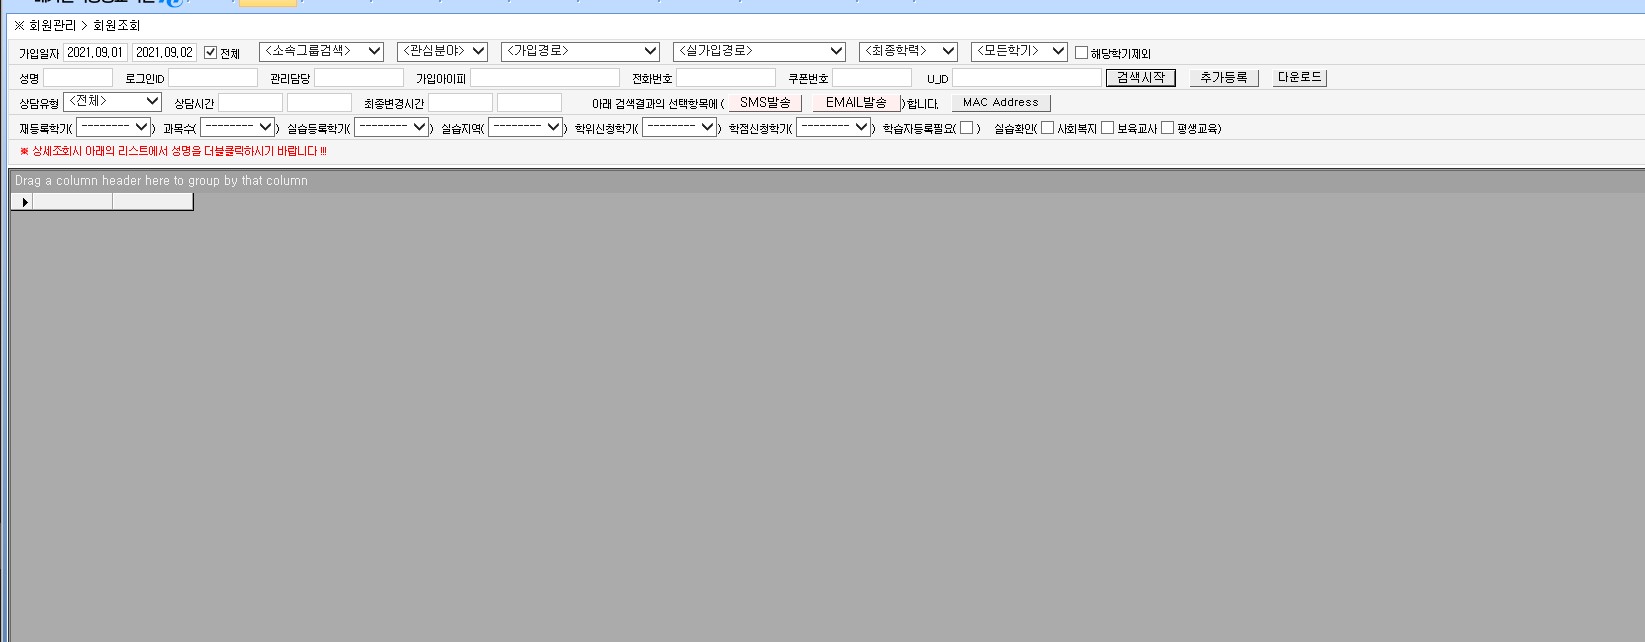 ※ 회원관리 > 회원조회
가입일자 2021.09.01 2021.09.02 전체 <소속그룹검색> <관심분야> <가입경로> <실가입경로> <최종학력> <모든학기> 해당학기제외
성명 로그인ID 관리담당 가입아이피 전화번호 쿠폰번호 U_ID 검색시작 추가등록 다운로드
상담유형 <전체> 상담시간 최종변경시간 아래 검색결과의 선택항목에 ( SMS발송 EMAIL발송 )합니다. MAC Address
재등록학기( -------- ) 과목수( -------- ) 실습등록학기( -------- ) 실습지역( -------- ) 학위신청학기( -------- ) 학점신청학기( -------- ) 학습자등록필요( ) 실습확인( 사회복지 보육교사 평생교육)
※ 상세조회시 아래의 리스트에서 성명을 더블클릭하시기 바랍니다 !!!
Drag a column header here to group by that column